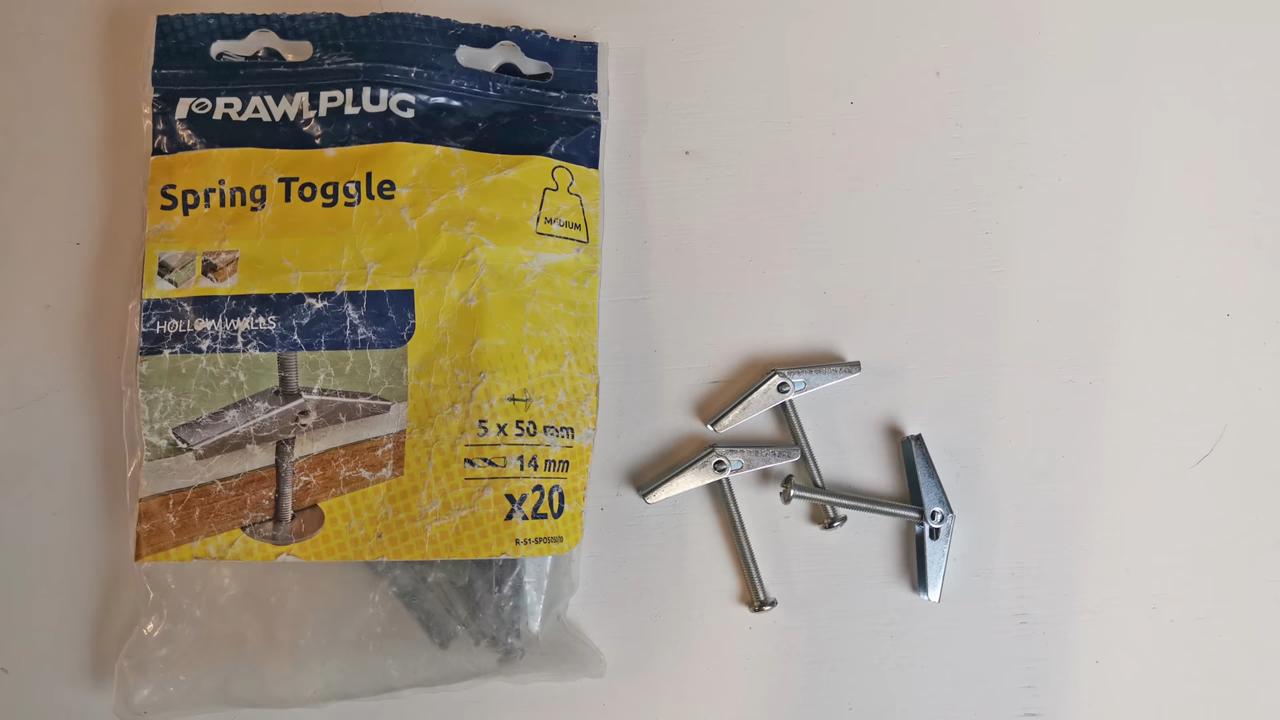 RAWLPLUG
Spring Toggle
MEDIUM
HOLLOW WALLS
5 x 50 mm
14 mm
x20